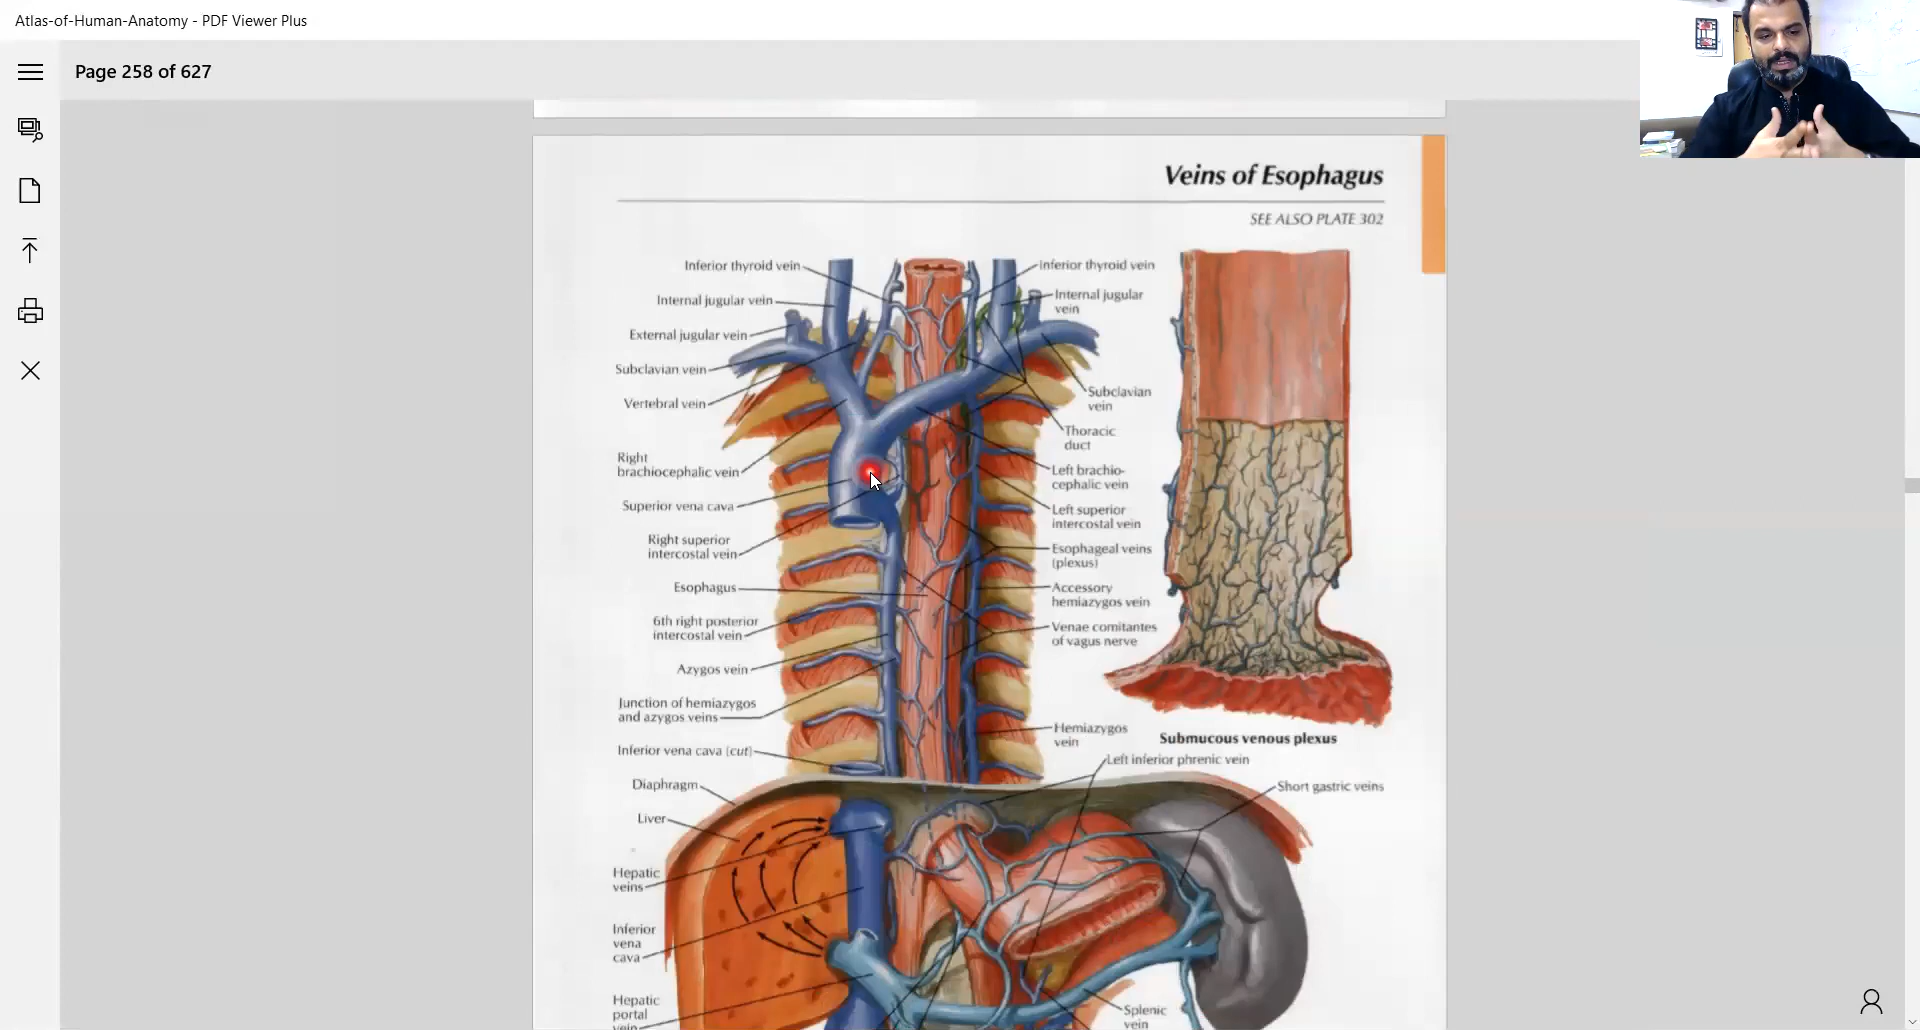 Atlas-of-Human-Anatomy - PDF Viewer Plus
Page 258 of 627
Veins of Esophagus
SEE ALSO PLATE 302
Inferior thyroid vein
Internal jugular vein
External jugular vein
Subclavian vein
Vertebral vein
Right
brachiocephalic vein
Superior vena cava
Right superior
intercostal vein
Esophagus
6th right posterior
intercostal vein
Azygos vein
Junction of hemiazygos
and azygos veins
Inferior vena cava (cut)
Diaphragm
Liver
Hepatic
veins
Inferior
vena
cava
Hepatic
portal
vein
Inferior thyroid vein
Internal jugular
vein
Subclavian
vein
Thoracic
duct
Left brachio-
cephalic vein
Left superior
intercostal vein
Esophageal veins
(plexus)
Accessory
hemiazygos vein
Venae comitantes
of vagus nerve
Hemiazygos
vein
Submucous venous plexus
Left inferior phrenic vein
Short gastric veins
Splenic
vein